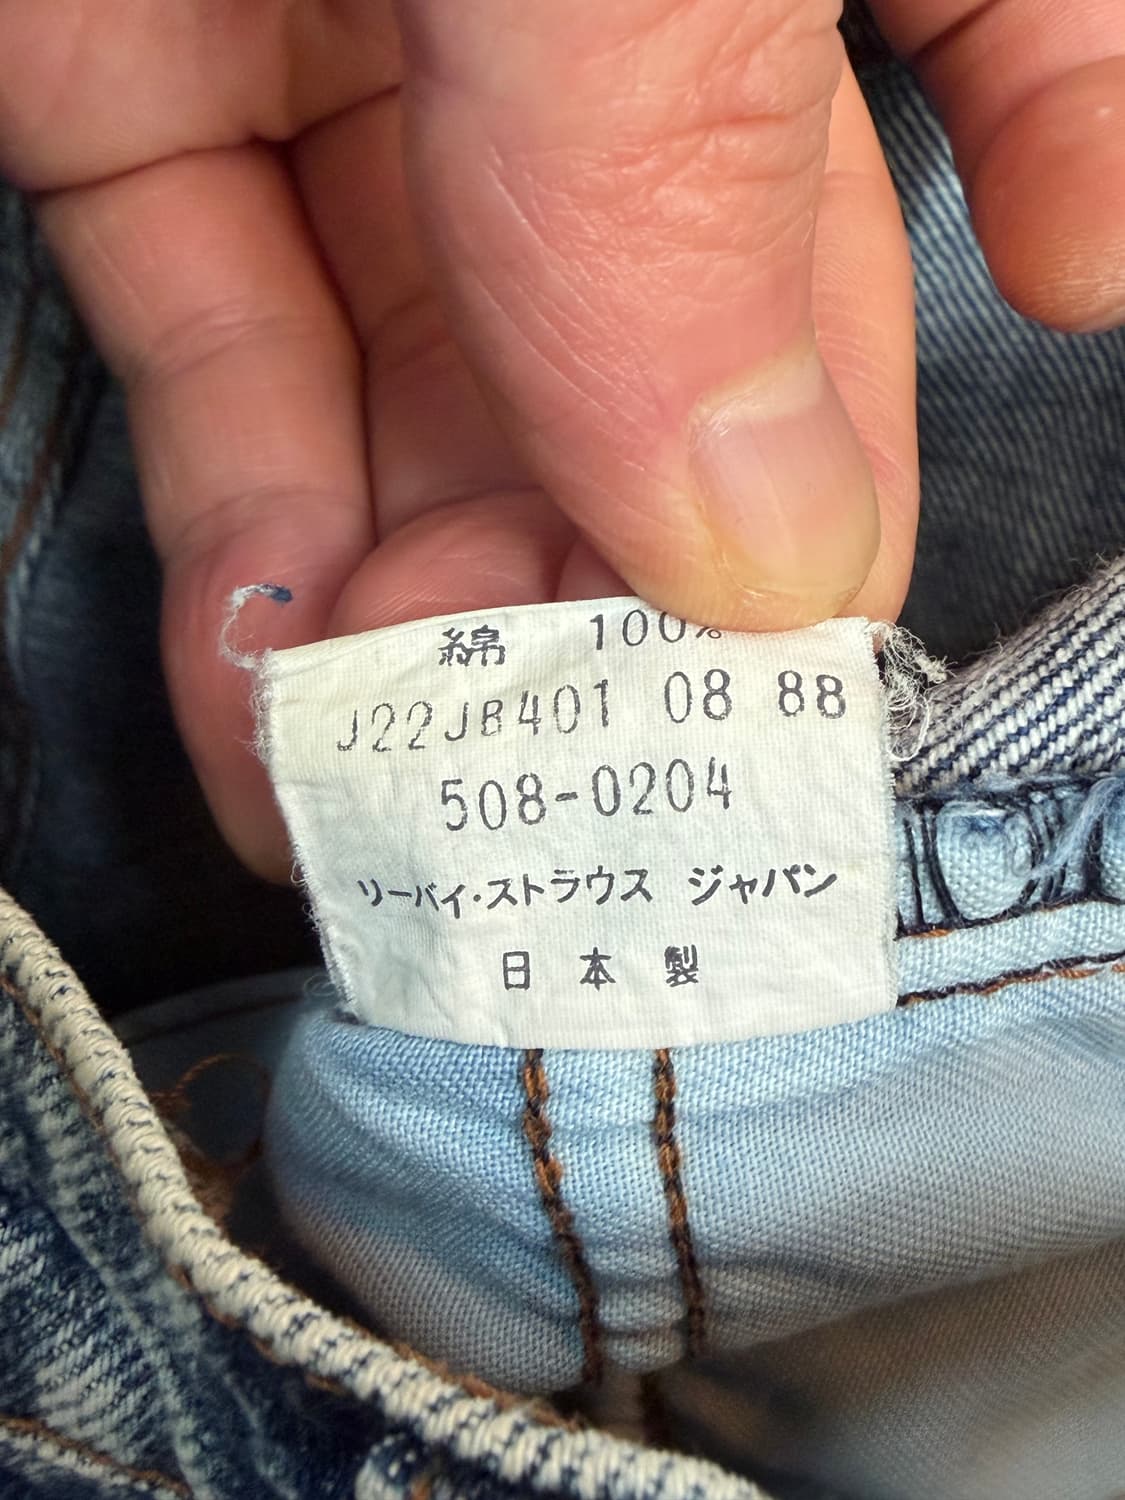 綿 100%
J22JB401 08 88
508-0204
リーバイ・ストラウス ジャパン
日本製